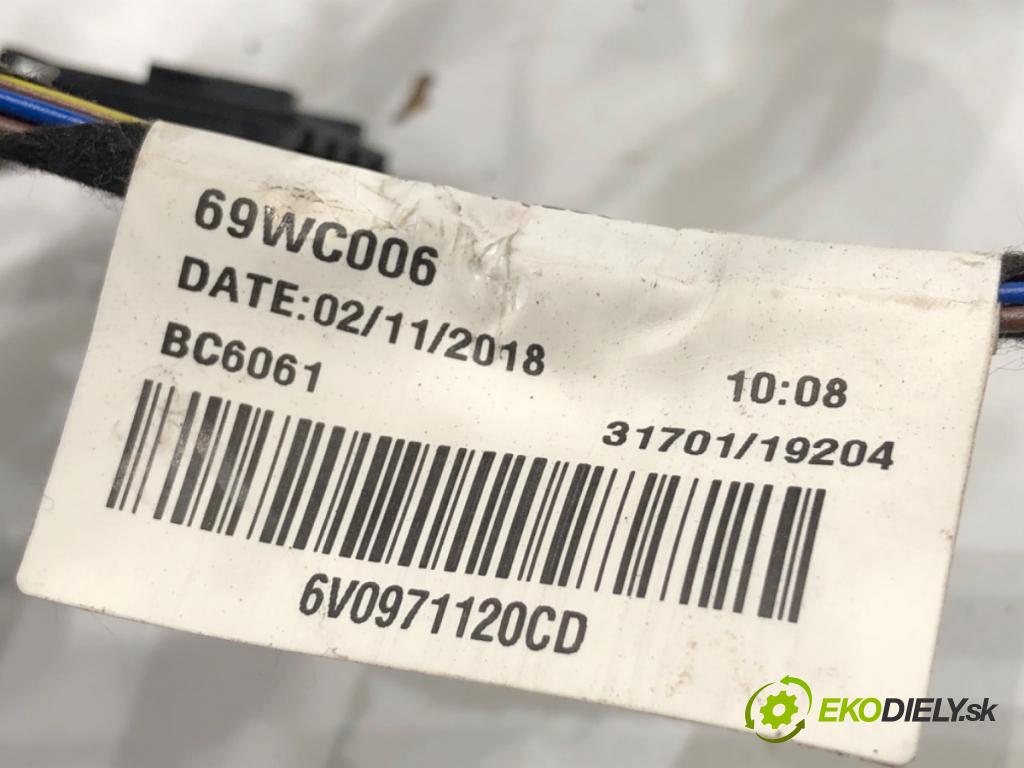 69WC006
DATE:02/11/2018
BC6061
10:08
31701/19204
6V0971120CD
EKODIELY.sk